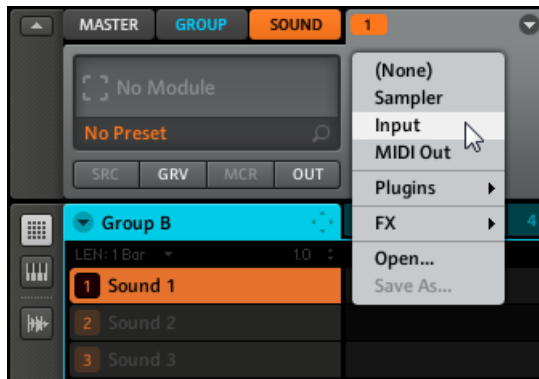 MASTER GROUP SOUND 1
No Module
No Preset
SRC GRV MCR OUT
(None)
Sampler
Input
MIDI Out
Plugins
FX
Open...
Save As...
Group B
4
LEN: 1 Bar 1.0
1 Sound 1
2 Sound 2
3 Sound 3